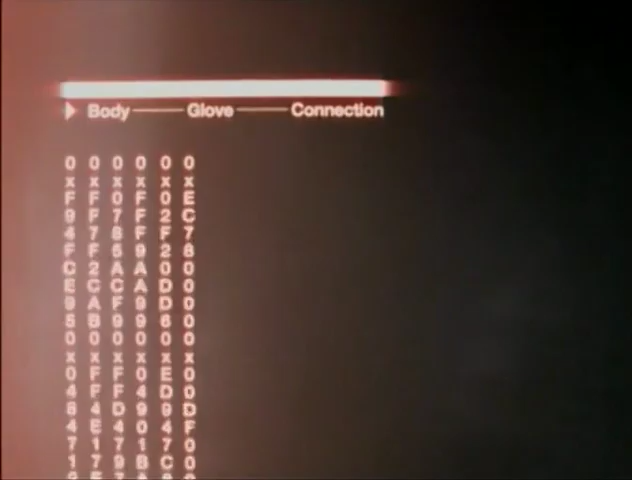 Body Glove Connection
0 0 0 0 0 0
x x x x x x
F F 0 F 0 E
9 F 7 F 2 C
4 7 8 F F 7
F F 5 9 2 8
C 2 A A 0 0
E C C A D 0
9 A F 9 D 0
5 B 9 9 6 0
0 0 0 0 0 0
x x x x x x
0 F F 0 E 0
4 F F 4 D 0
8 4 D 9 9 D
4 E 4 0 4 F
7 1 7 1 7 0
1 7 9 B C 0